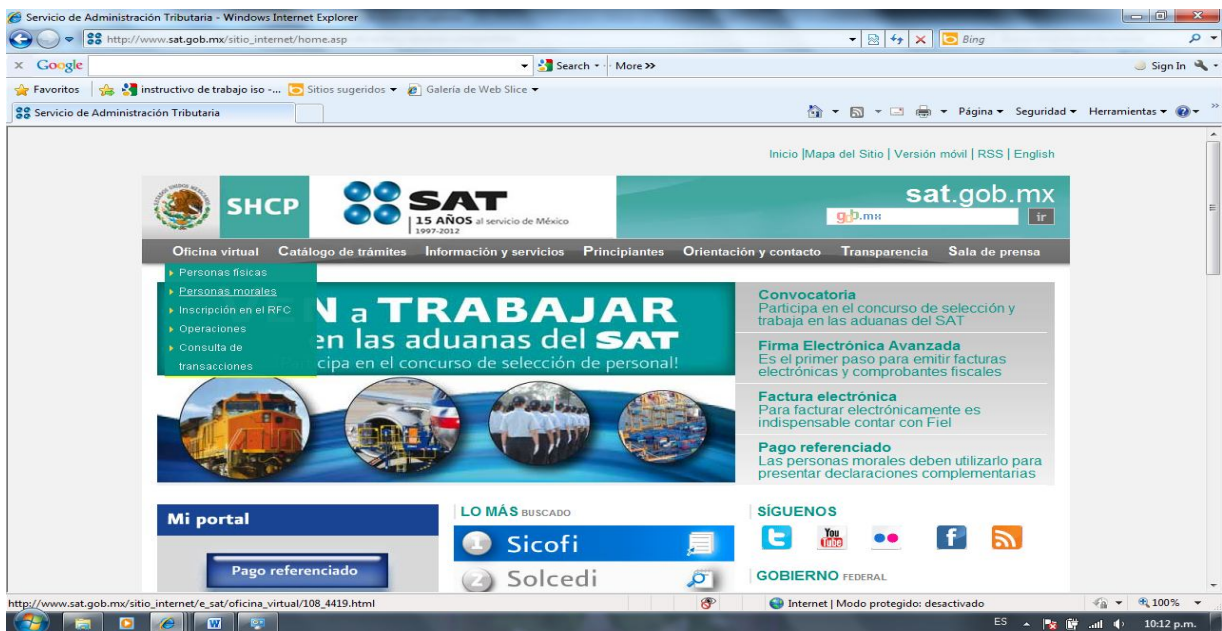 Servicio de Administración Tributaria - Windows Internet Explorer
http://www.sat.gob.mx/sitio_internet/home.asp
Bing
Google
Search
More >>
Sign In
Favoritos
instructivo de trabajo iso -...
Sitios sugeridos
Galería de Web Slice
Servicio de Administración Tributaria
Página
Seguridad
Herramientas
Inicio |Mapa del Sitio | Versión móvil | RSS | English
SHCP
SAT
15 AÑOS al servicio de México
1997-2012
sat.gob.mx
gob.mx
ir
Oficina virtual Catálogo de trámites Información y servicios Principiantes Orientación y contacto Transparencia Sala de prensa
Personas físicas
Personas morales
Inscripción en el RFC
Operaciones
Consulta de
transacciones
N a TRABAJAR
en las aduanas del SAT
cipa en el concurso de selección de personal!
Convocatoria
Participa en el concurso de selección y
trabaja en las aduanas del SAT
Firma Electrónica Avanzada
Es el primer paso para emitir facturas
electrónicas y comprobantes fiscales
Factura electrónica
Para facturar electrónicamente es
indispensable contar con Fiel
Pago referenciado
Las personas morales deben utilizarlo para
presentar declaraciones complementarias
Mi portal
Pago referenciado
LO MÁS BUSCADO
1 Sicofi
2 Solcedi
SÍGUENOS
You Tube
GOBIERNO FEDERAL
http://www.sat.gob.mx/sitio_internet/e_sat/oficina_virtual/108_4419.html
Internet | Modo protegido: desactivado
100%
ES
10:12 p.m.